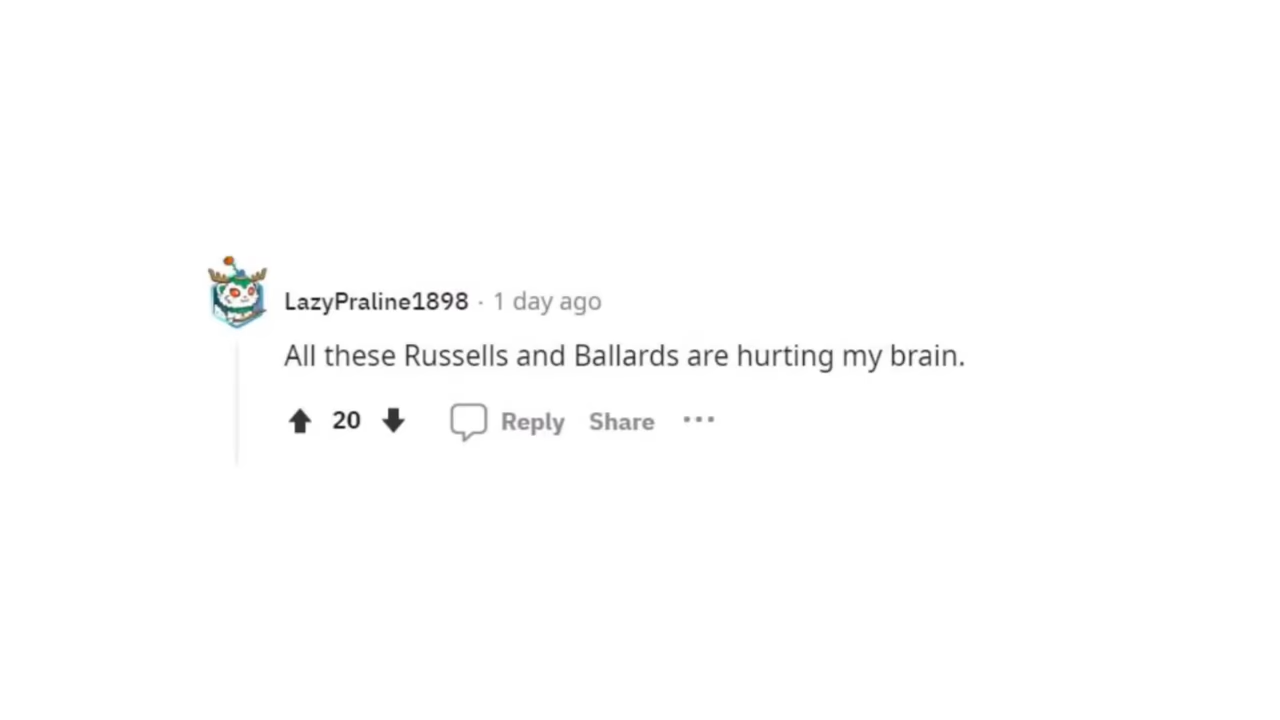 LazyPraline1898 · 1 day ago
All these Russells and Ballards are hurting my brain.
20 Reply Share ···